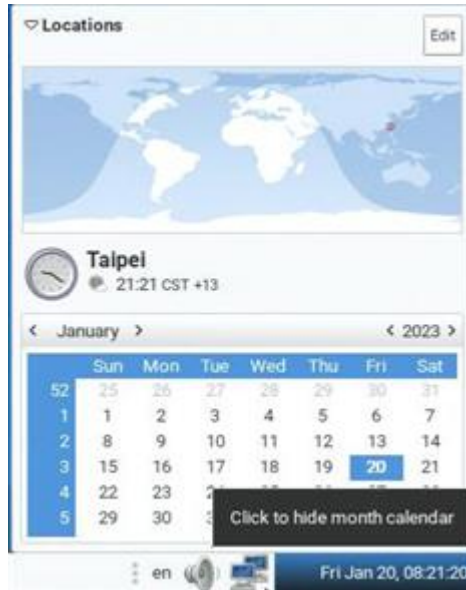 Locations
Edit
Taipei
21:21 CST +13
January 2023
Sun Mon Tue Wed Thu Fri Sat
52 25 26 27 28 29 30 31
1 1 2 3 4 5 6 7
2 8 9 10 11 12 13 14
3 15 16 17 18 19 20 21
4 22 23
5 29 30
Click to hide month calendar
en Fri Jan 20, 08:21:20